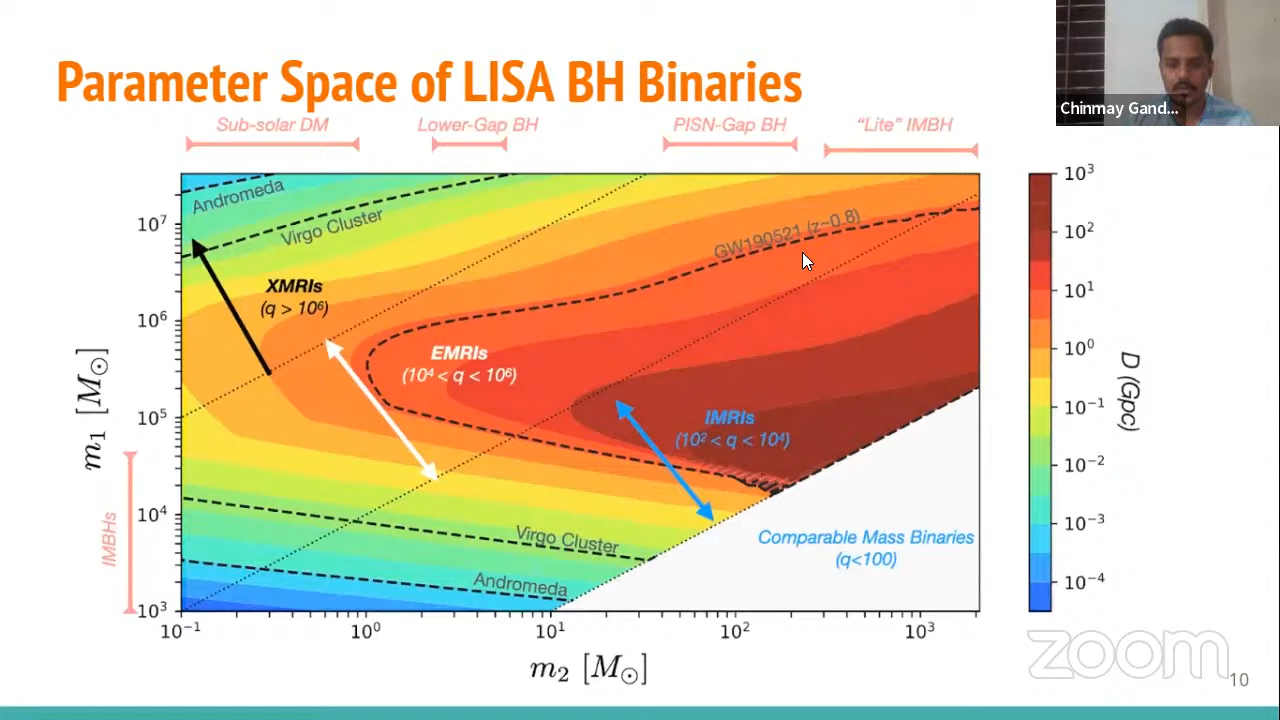 Parameter Space of LISA BH Binaries
Chinmay Gand...
Sub-solar DM
Lower-Gap BH
PISN-Gap BH
"Lite" IMBH
Andromeda
Virgo Cluster
GW190521 (z~0.8)
XMRIs
(q > 10⁶)
EMRIs
(10⁴ < q < 10⁶)
IMRIs
(10² < q < 10⁴)
Virgo Cluster
Andromeda
Comparable Mass Binaries
(q<100)
IMBHs
m₁ [M⊙]
10⁷
10⁶
10⁵
10⁴
10³
10⁻¹
10⁰
10¹
10²
10³
m₂ [M⊙]
10³
10²
10¹
10⁰
10⁻¹
10⁻²
10⁻³
10⁻⁴
D (Gpc)
zoom
10